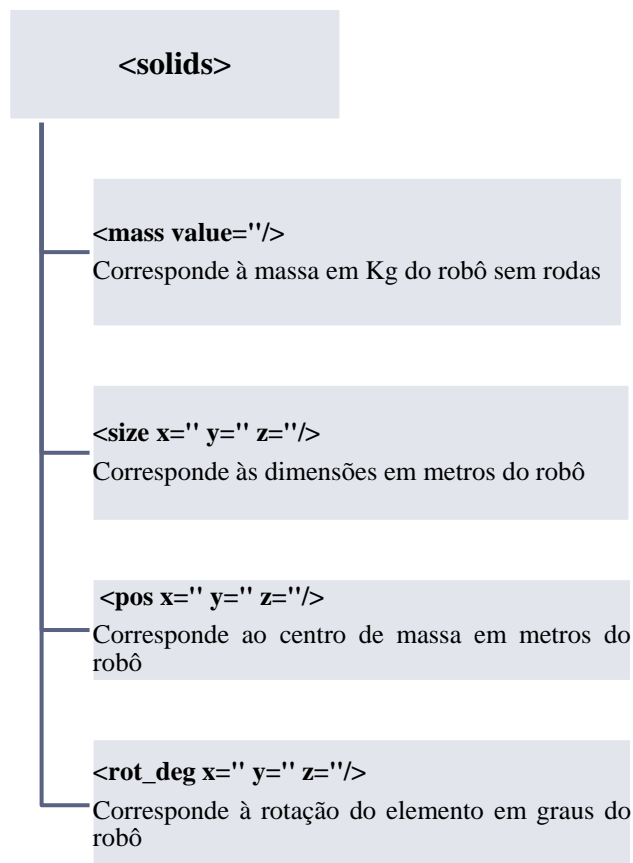 <solids>
<mass value=''/>
Corresponde à massa em Kg do robô sem rodas
<size x='' y='' z=''/>
Corresponde às dimensões em metros do robô
<pos x='' y='' z=''/>
Corresponde ao centro de massa em metros do
robô
<rot_deg x='' y='' z=''/>
Corresponde à rotação do elemento em graus do
robô